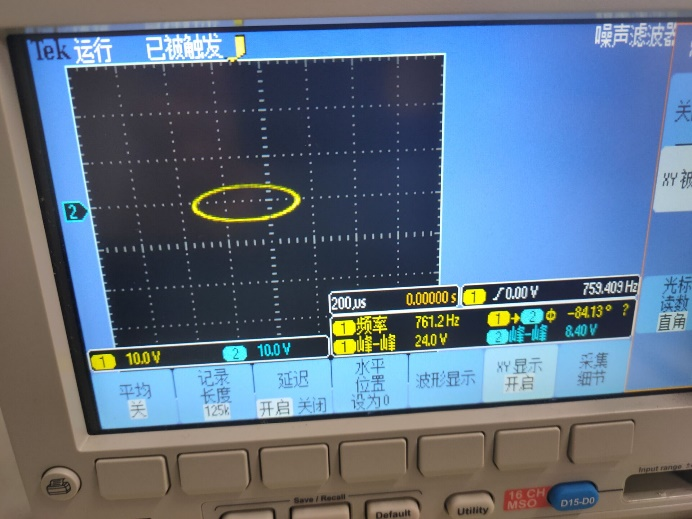 Tek 运行 已被触发
噪声滤波器
关
XY 被
2
200μs 0.00000 s
1 频率 761.2 Hz
1 峰-峰 24.0 V
1 / 0.00 V 759.409 Hz
1 → 2 Φ -84.13° ?
2 峰-峰 8.40 V
1 10.0 V 2 10.0 V
光标
读数
直角
平均
关
记录
长度
125k
延迟
开启 关闭
水平
位置
设为0
波形显示
XY 显示
开启
采集
细节
Save / Recall
Default
Utility
16 CH
MSO
D15-D0
Input range